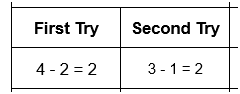 First Try Second Try
4 - 2 = 2 3 - 1 = 2